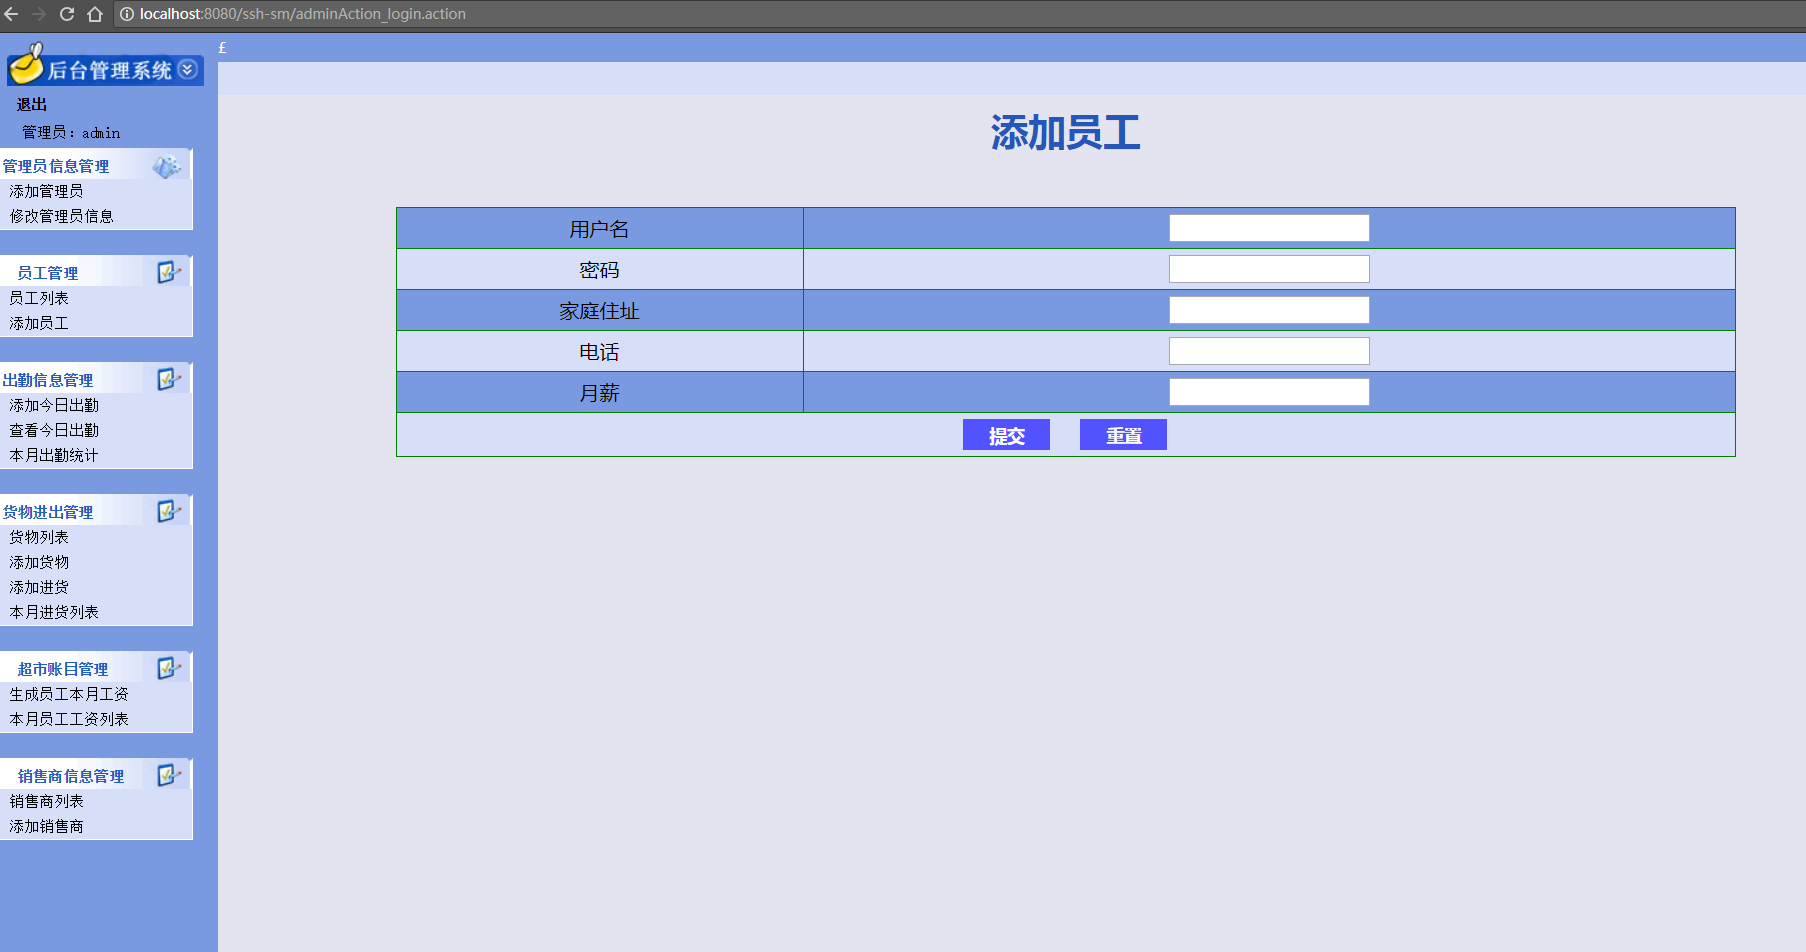 localhost:8080/ssh-sm/adminAction_login.action
£
后台管理系统
退出
管理员：admin
管理员信息管理
添加管理员
修改管理员信息
员工管理
员工列表
添加员工
出勤信息管理
添加今日出勤
查看今日出勤
本月出勤统计
货物进出管理
货物列表
添加货物
添加进货
本月进货列表
超市账目管理
生成员工本月工资
本月员工工资列表
销售商信息管理
销售商列表
添加销售商
添加员工
用户名
密码
家庭住址
电话
月薪
提交 重置